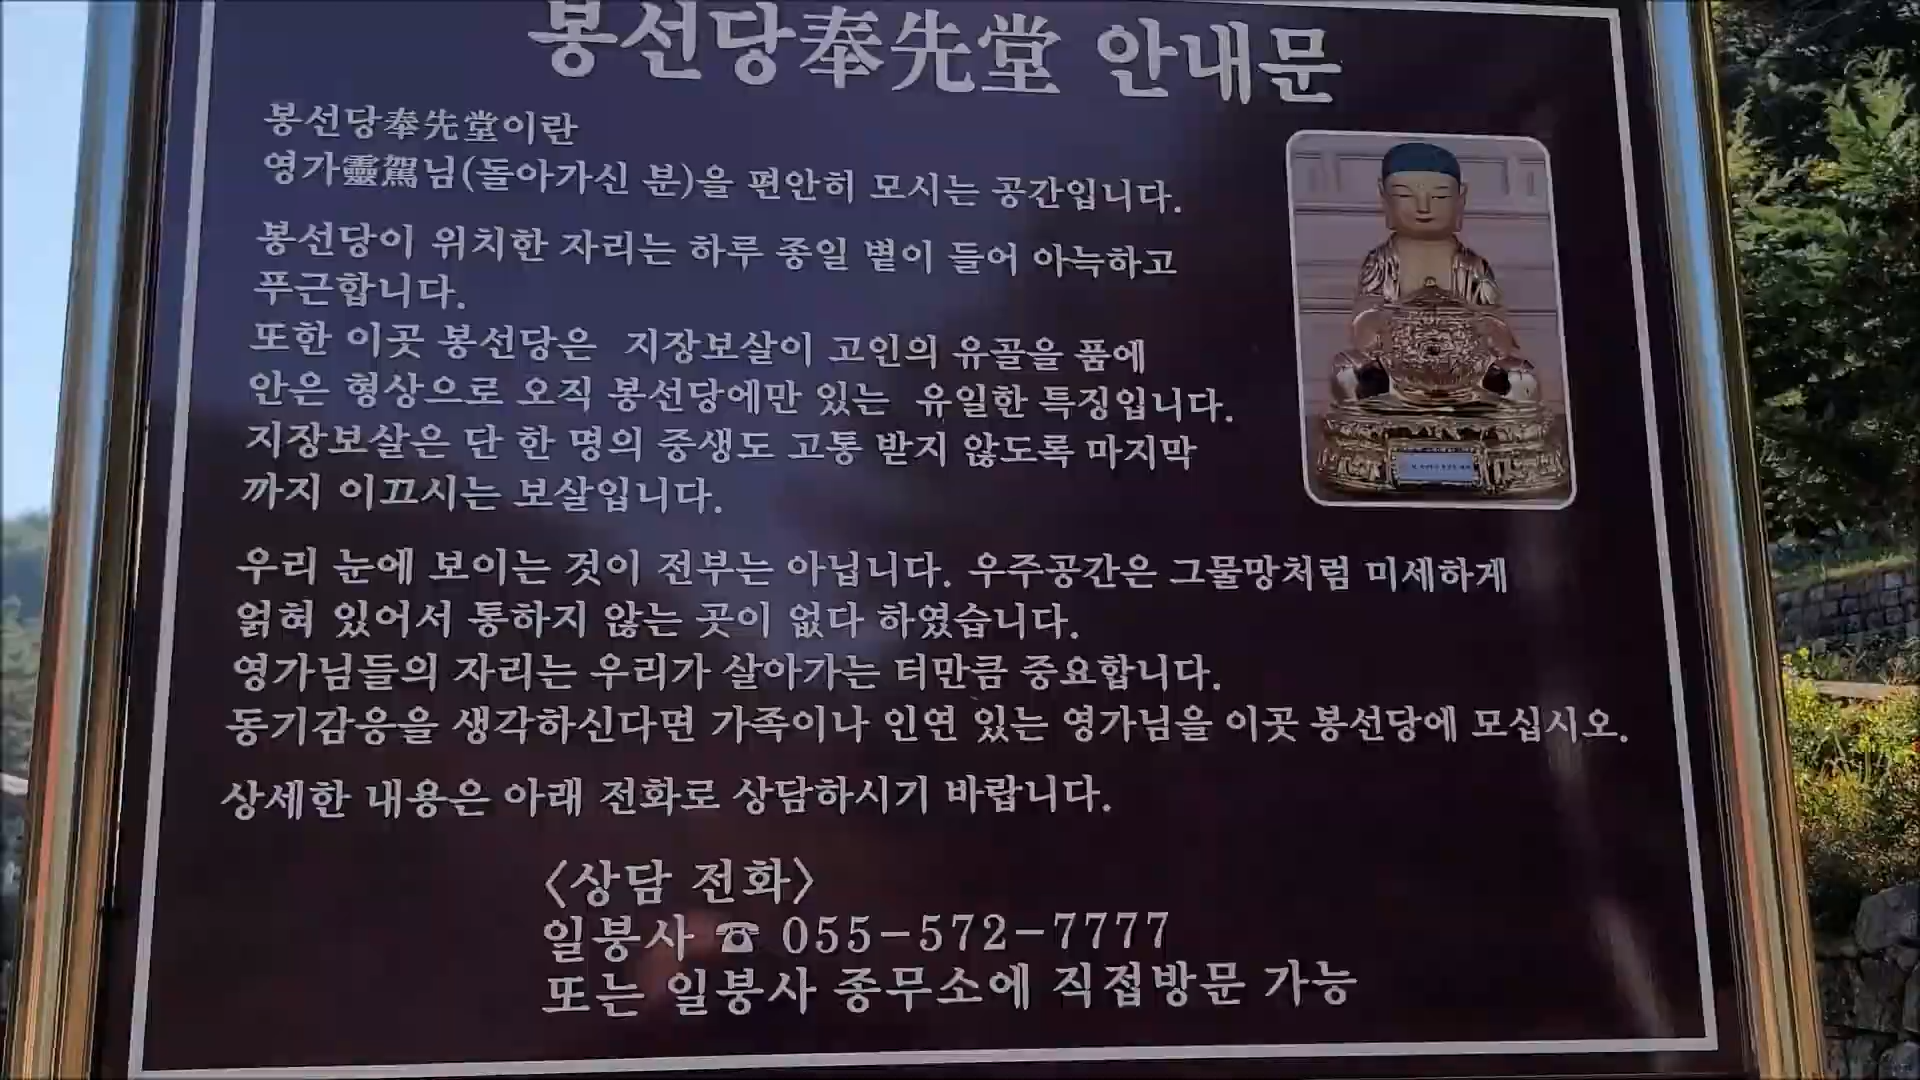 봉선당奉先堂 안내문
봉선당奉先堂이란
영가靈駕님(돌아가신 분)을 편안히 모시는 공간입니다.
봉선당이 위치한 자리는 하루 종일 볕이 들어 아늑하고
푸근합니다.
또한 이곳 봉선당은 지장보살이 고인의 유골을 품에
안은 형상으로 오직 봉선당에만 있는 유일한 특징입니다.
지장보살은 단 한 명의 중생도 고통 받지 않도록 마지막
까지 이끄시는 보살입니다.
우리 눈에 보이는 것이 전부는 아닙니다. 우주공간은 그물망처럼 미세하게
얽혀 있어서 통하지 않는 곳이 없다 하였습니다.
영가님들의 자리는 우리가 살아가는 터만큼 중요합니다.
동기감응을 생각하신다면 가족이나 인연 있는 영가님을 이곳 봉선당에 모십시오.
상세한 내용은 아래 전화로 상담하시기 바랍니다.
〈상담 전화〉
일붕사 ☎ 055-572-7777
또는 일붕사 종무소에 직접방문 가능